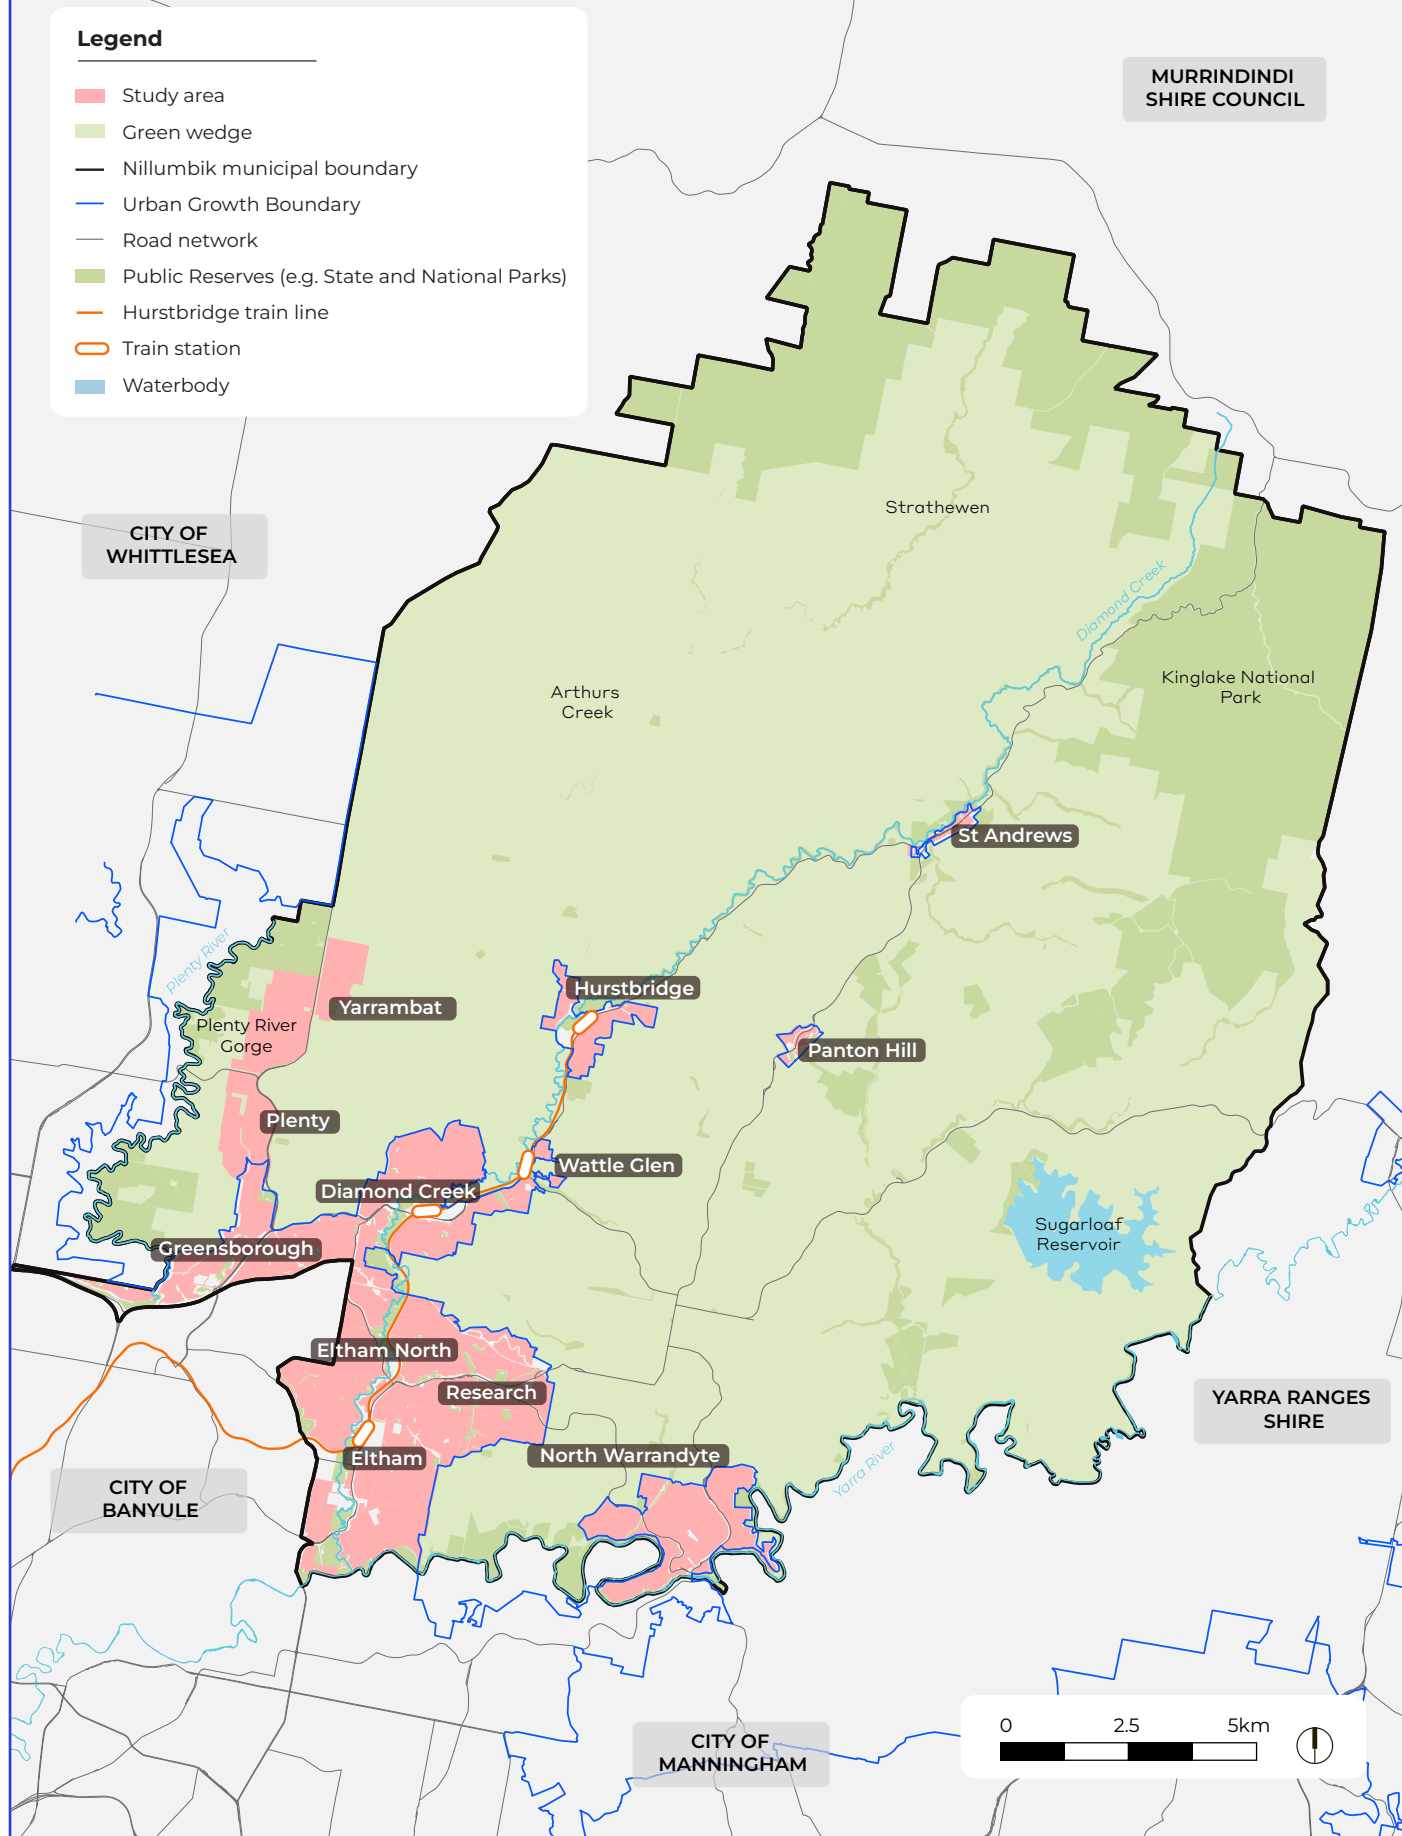 Legend
Study area
Green wedge
Nillumbik municipal boundary
Urban Growth Boundary
Road network
Public Reserves (e.g. State and National Parks)
Hurstbridge train line
Train station
Waterbody
MURRINDINDI
SHIRE COUNCIL
CITY OF
WHITTLESEA
Strathewen
Diamond Creek
Kinglake National
Park
Arthurs
Creek
St Andrews
Plenty River
Hurstbridge
Yarrambat
Plenty River
Gorge
Panton Hill
Plenty
Wattle Glen
Diamond Creek
Sugarloaf
Reservoir
Greensborough
Eltham North
Research
YARRA RANGES
SHIRE
Eltham
North Warrandyte
Yarra River
CITY OF
BANYULE
CITY OF
MANNINGHAM
0 2.5 5km